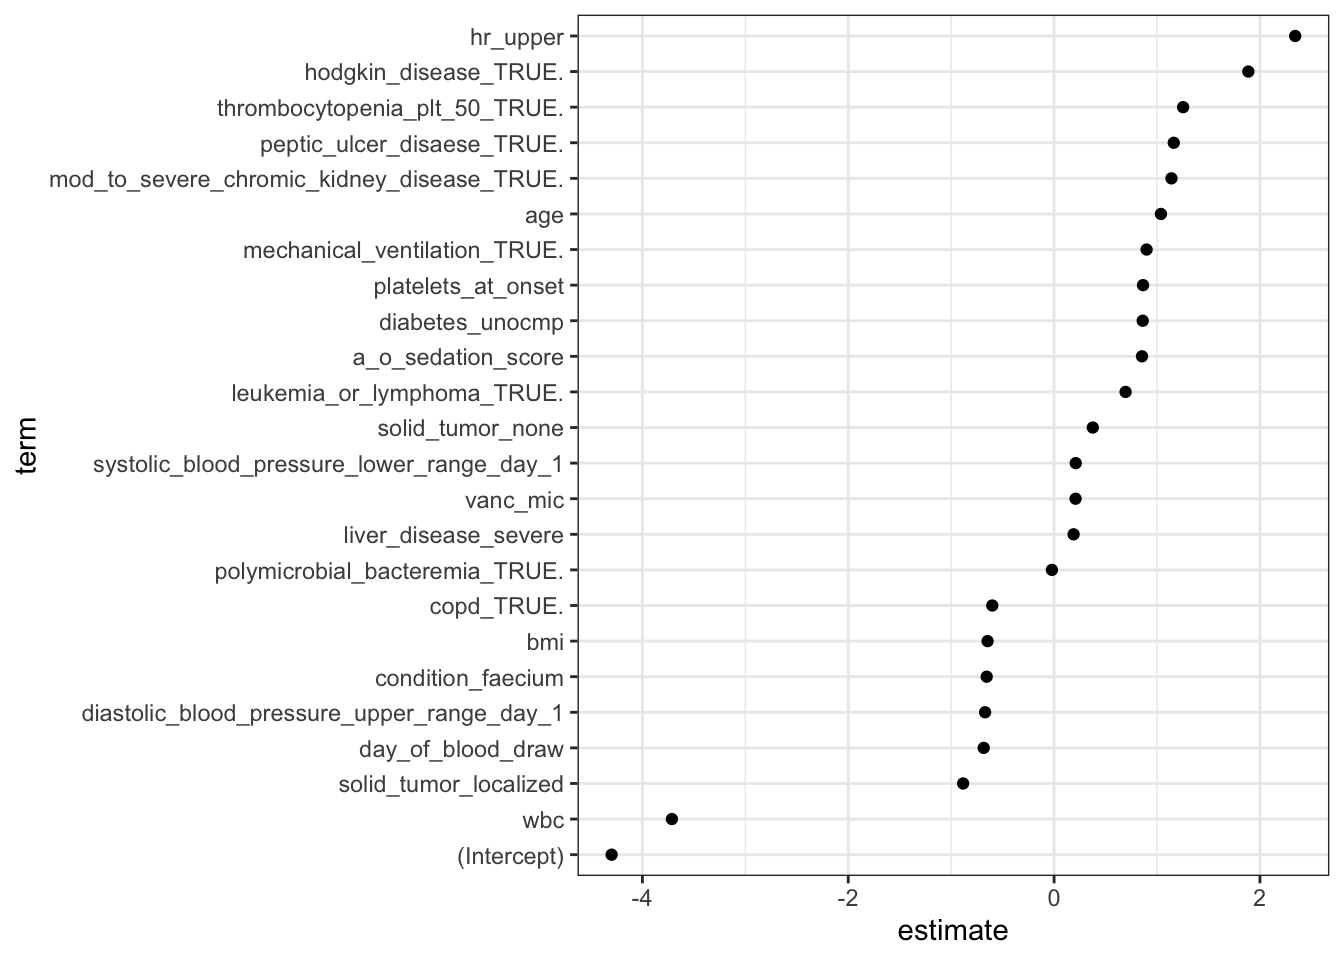 hr_upper
hodgkin_disease_TRUE.
thrombocytopenia_plt_50_TRUE.
peptic_ulcer_disaese_TRUE.
mod_to_severe_chromic_kidney_disease_TRUE.
age
mechanical_ventilation_TRUE.
platelets_at_onset
diabetes_unocmp
a_o_sedation_score
leukemia_or_lymphoma_TRUE.
solid_tumor_none
systolic_blood_pressure_lower_range_day_1
vanc_mic
liver_disease_severe
polymicrobial_bacteremia_TRUE.
copd_TRUE.
bmi
condition_faecium
diastolic_blood_pressure_upper_range_day_1
day_of_blood_draw
solid_tumor_localized
wbc
(Intercept)
term
-4 -2 0 2
estimate